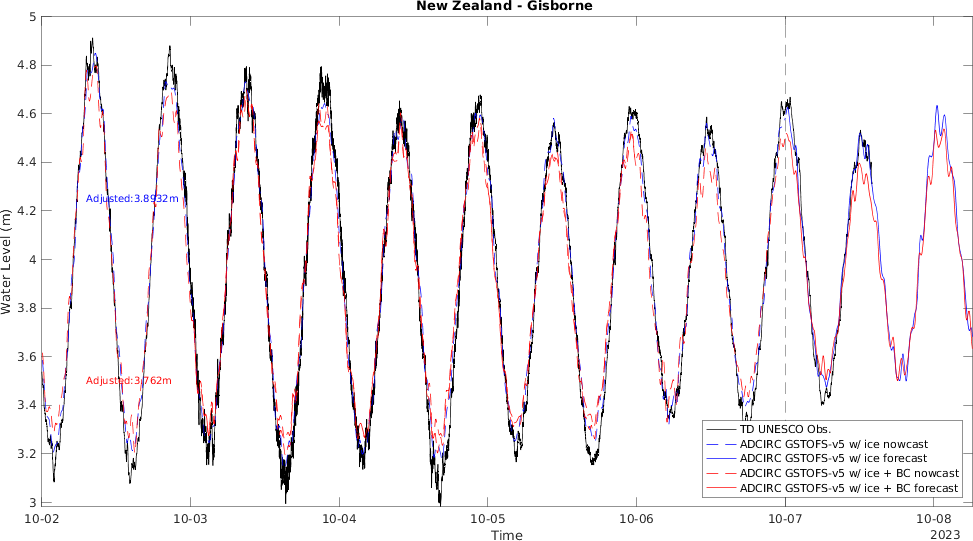 New Zealand - Gisborne
5
4.8
4.6
4.4
4.2
4
3.8
3.6
3.4
3.2
3
Water Level (m)
Adjusted:3.8932m
Adjusted:3.762m
TD UNESCO Obs.
ADCIRC GSTOFS-v5 w/ ice nowcast
ADCIRC GSTOFS-v5 w/ ice forecast
ADCIRC GSTOFS-v5 w/ ice + BC nowcast
ADCIRC GSTOFS-v5 w/ ice + BC forecast
10-02 10-03 10-04 10-05 10-06 10-07 10-08
Time
2023